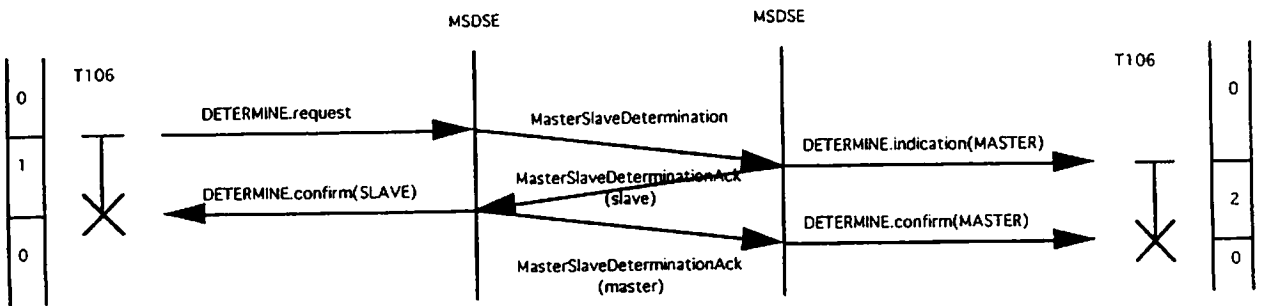 MSDSE
MSDSE
T106
T106
0
0
DETERMINE.request
MasterSlaveDetermination
DETERMINE.indication(MASTER)
1
MasterSlaveDeterminationAck
(slave)
DETERMINE.confirm(SLAVE)
DETERMINE.confirm(MASTER)
2
0
0
MasterSlaveDeterminationAck
(master)